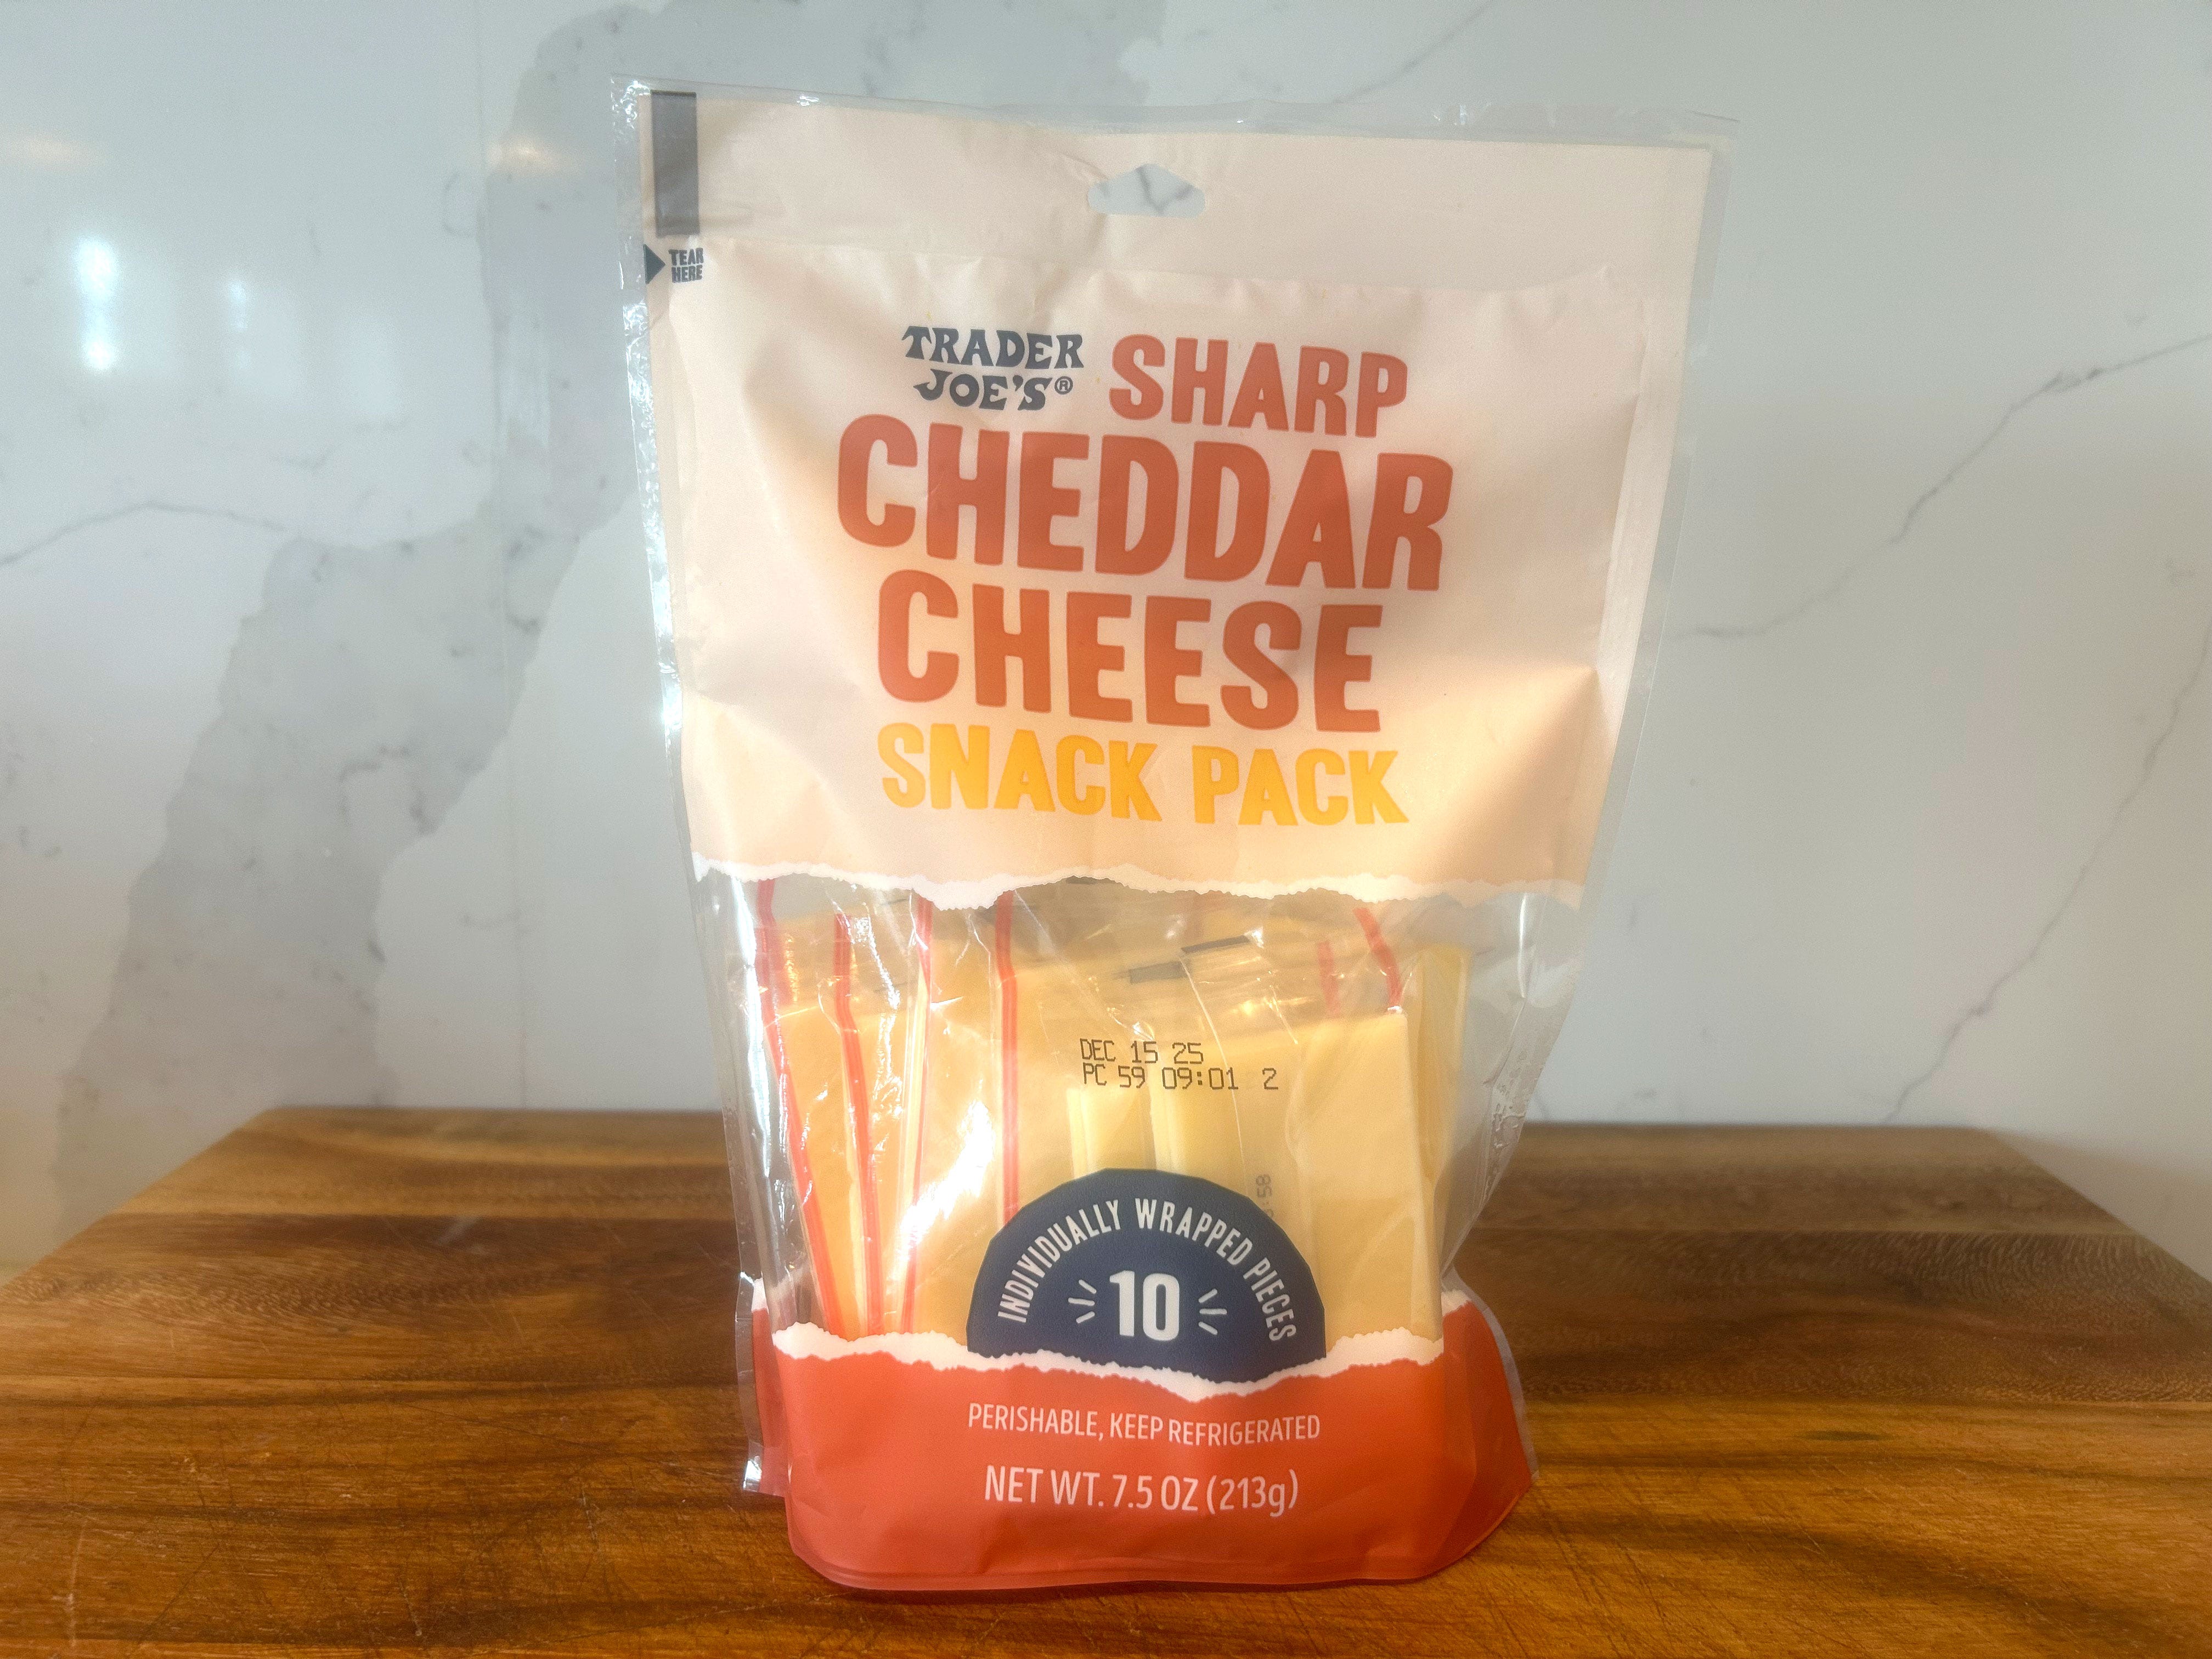 TEAR
HERE
TRADER
JOE'S®
SHARP
CHEDDAR
CHEESE
SNACK PACK
DEC 15 25
PC 59 09:01 2
INDIVIDUALLY WRAPPED PIECES
10
PERISHABLE, KEEP REFRIGERATED
NET WT. 7.5 OZ (213g)